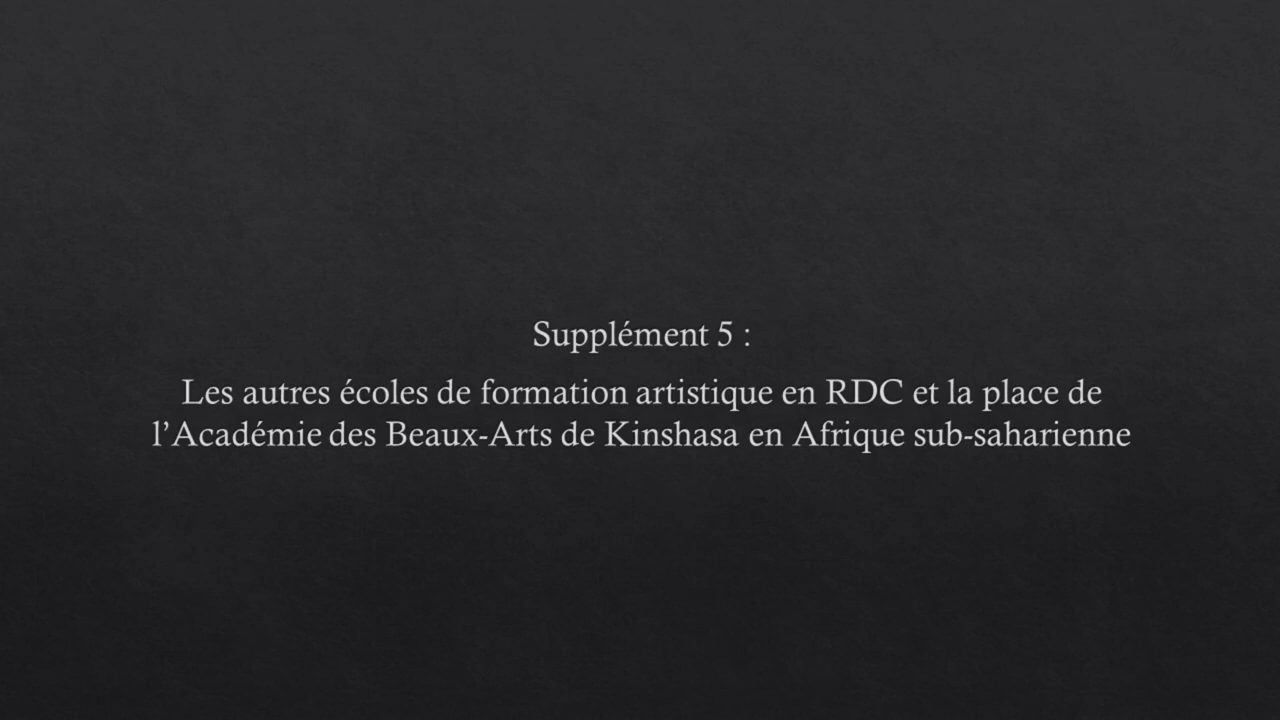 Supplément 5 :
Les autres écoles de formation artistique en RDC et la place de
l’Académie des Beaux-Arts de Kinshasa en Afrique sub-saharienne